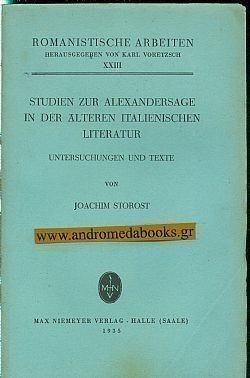 ROMANISTISCHE ARBEITEN
HERAUSGEGEBEN VON KARL VORETZSCH
XXIII
STUDIEN ZUR ALEXANDERSAGE
IN DER ÄLTEREN ITALIENISCHEN
LITERATUR
UNTERSUCHUNGEN UND TEXTE
VON
JOACHIM STOROST
www.andromedabooks.gr
MN
MAX NIEMEYER VERLAG · HALLE (SAALE)
1935